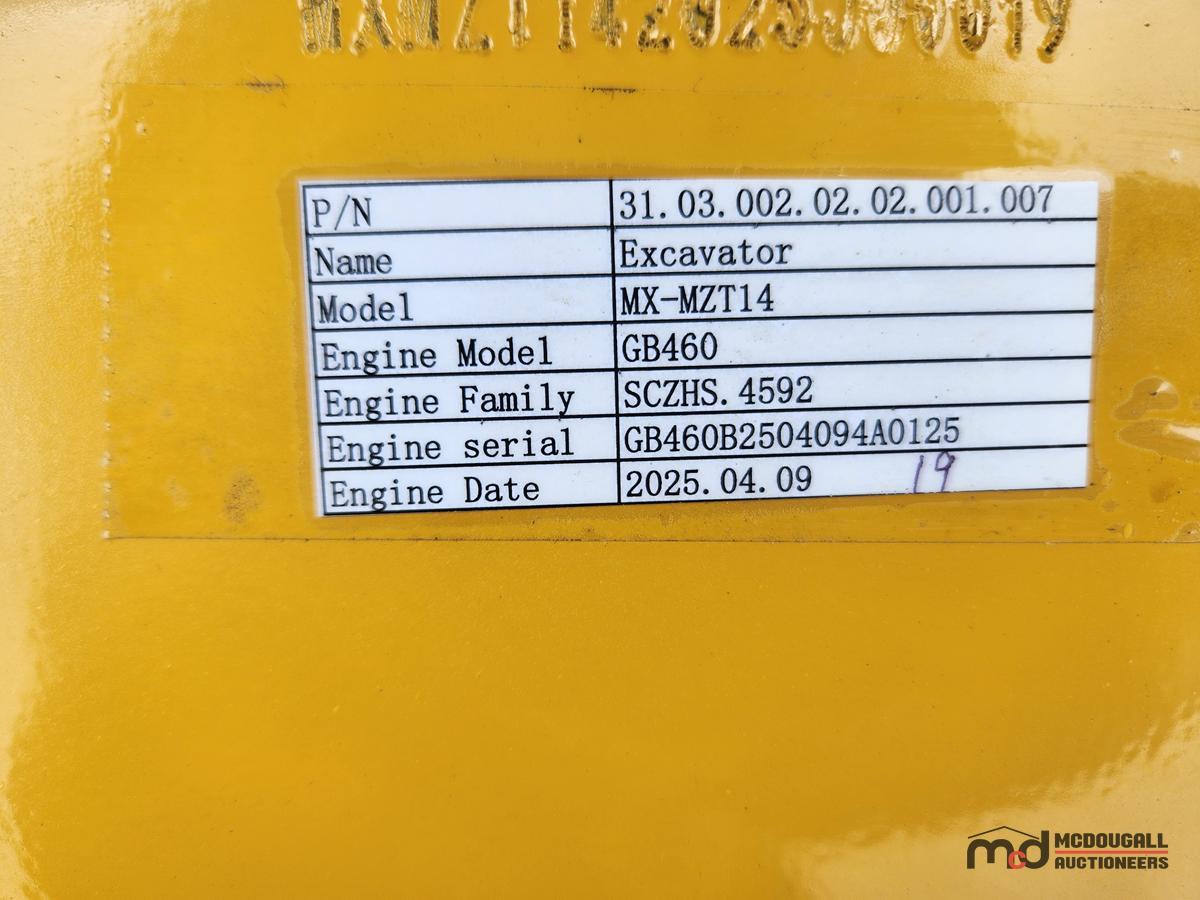 P/N 31.03.002.02.02.001.007
Name Excavator
Model MX-MZT14
Engine Model GB460
Engine Family SCZHS.4592
Engine serial GB460B2504094A0125
Engine Date 2025.04.09 19
mcd MCDOUGALL
AUCTIONEERS